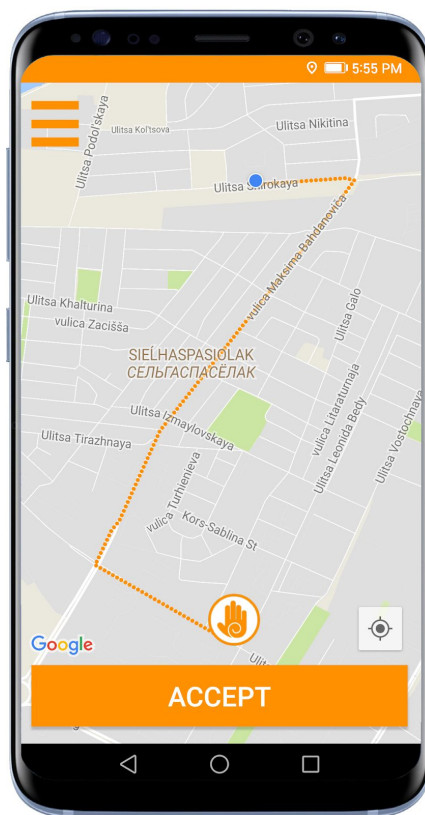 5:55 PM
Ulitsa Podol'skaya
Ulitsa Kol'tsova
Ulitsa Nikitina
Ulitsa Shirokaya
vulica Maksima Bahdanoviča
Ulitsa Khalturina
vulica Zacišša
Ulitsa Galo
SIEĹHASPASIOLAK
СЕЛЬГАСПАСЁЛАК
Ulitsa Izmaylovskaya
Ulitsa Tirazhnaya
vulica Litaraturnaja
Ulitsa Leonida Bedy
Ulitsa Vostochnaya
vulica Turhienieva
Kors-Sablina St
Google
Ulit
ACCEPT